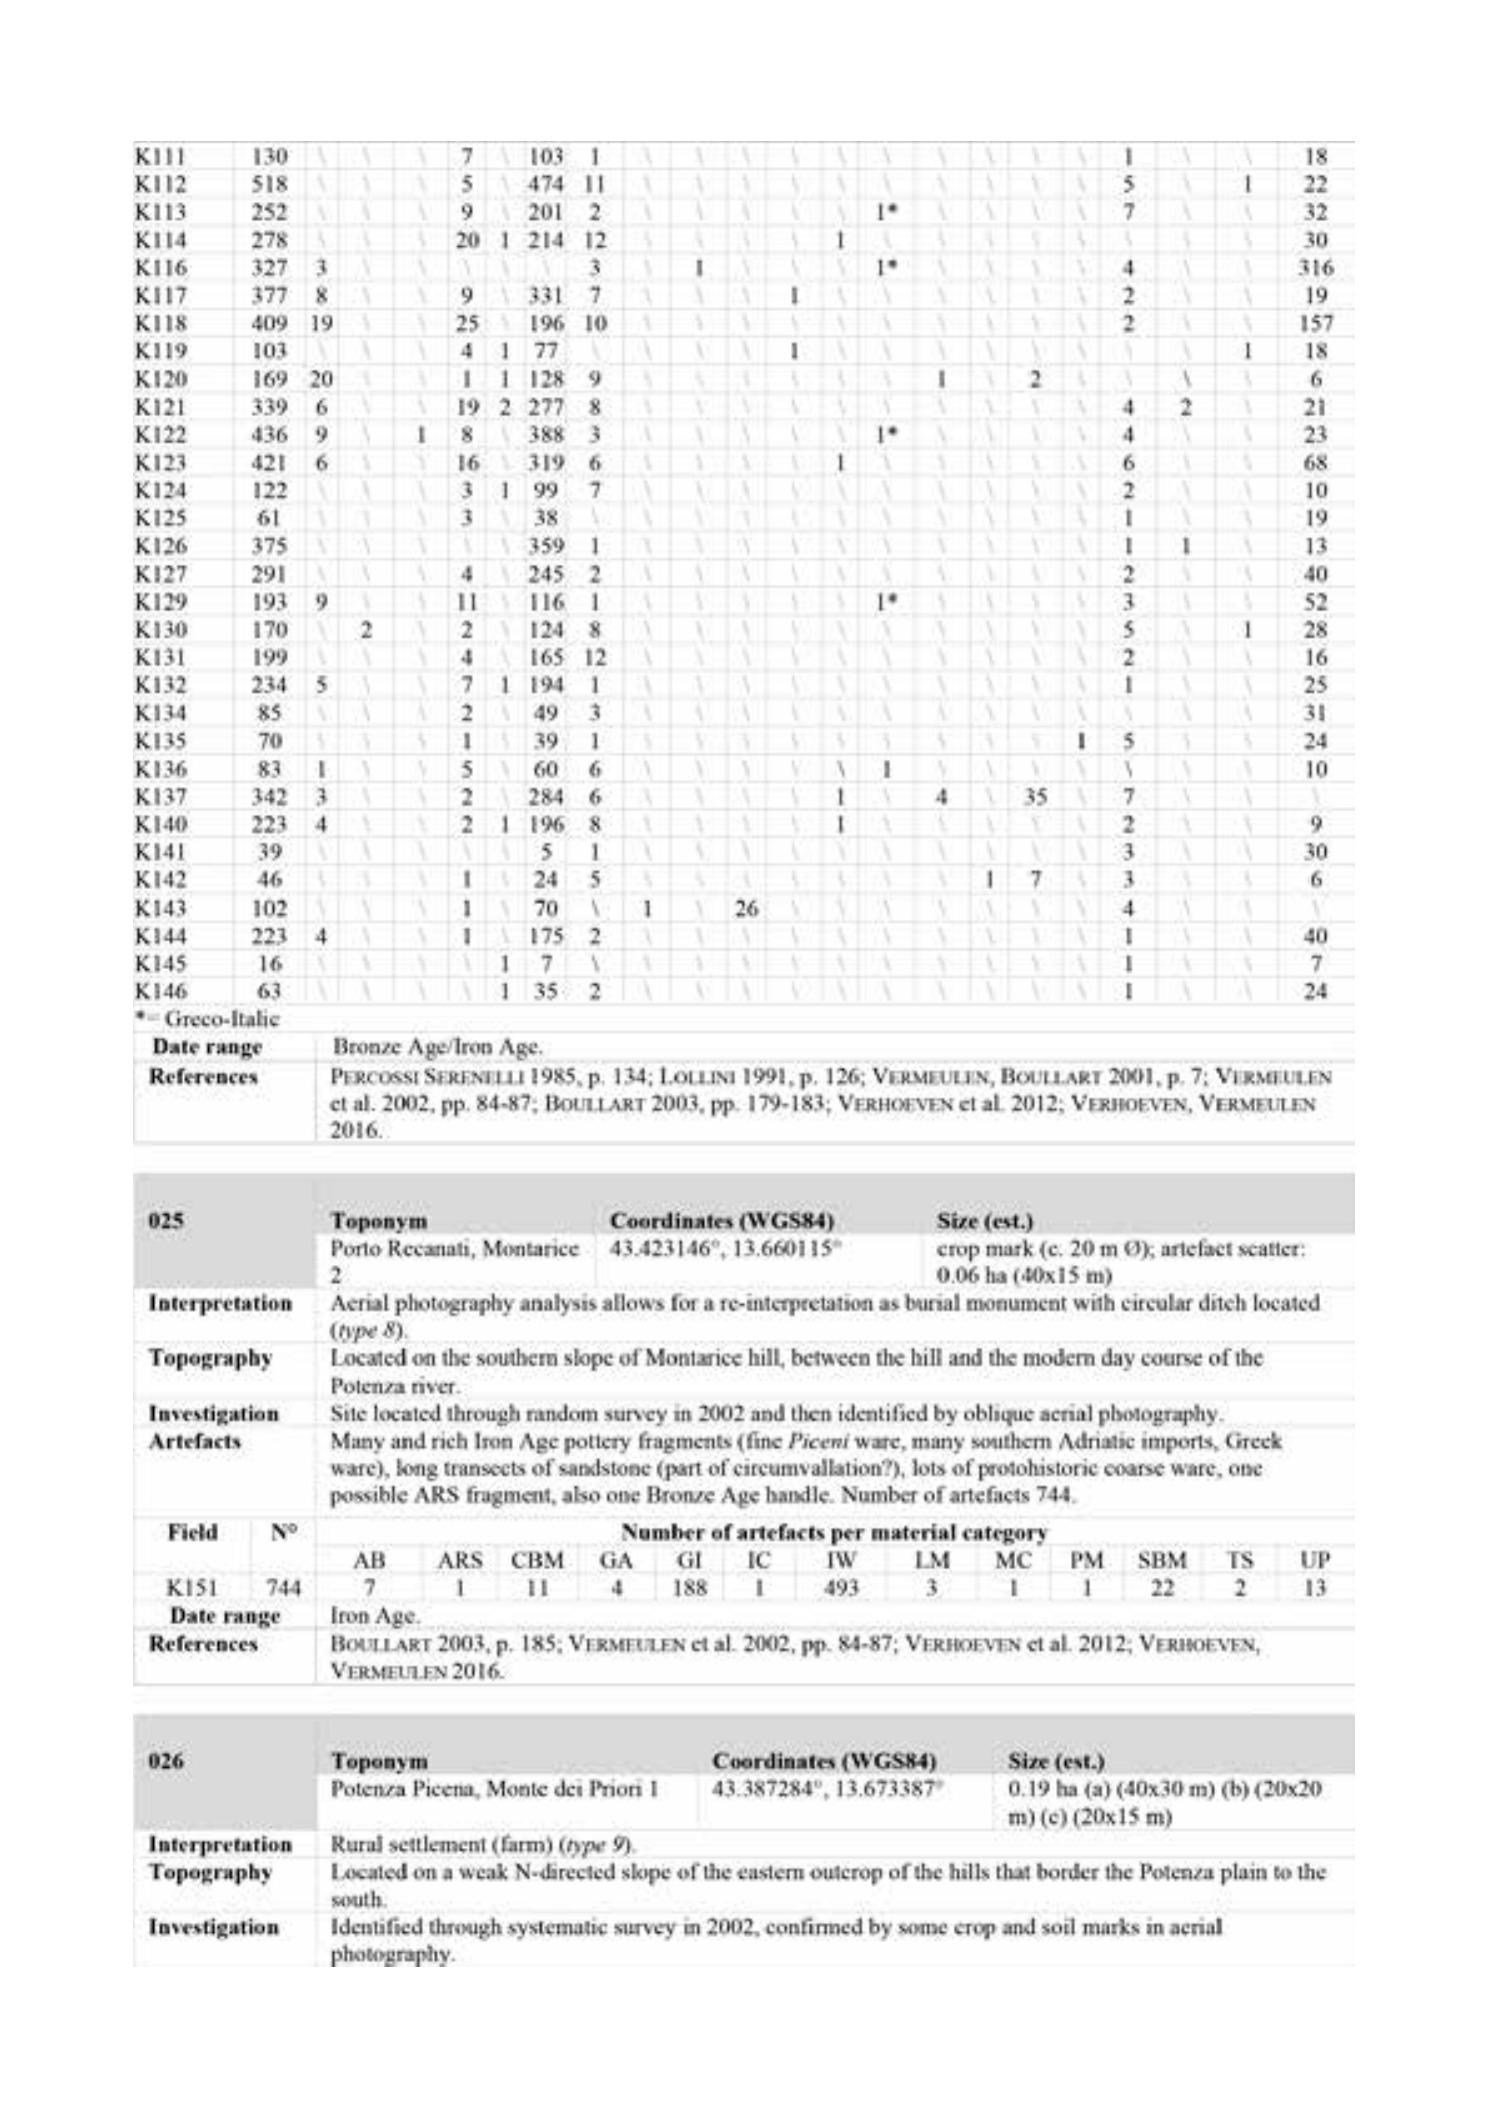 K111 130 \ \ \ 7 \ 103 1 \ \ \ \ \ \ \ \ \ \ 1 \ \ 18
K112 518 \ \ \ 5 \ 474 11 \ \ \ \ \ \ \ \ \ \ 5 \ 1 22
K113 252 \ \ \ 9 \ 201 2 \ \ \ \ \ 1* \ \ \ \ 7 \ \ 32
K114 278 \ \ \ 20 1 214 12 \ \ \ \ 1 \ \ \ \ \ \ \ \ 30
K116 327 3 \ \ \ \ \ 3 \ 1 \ \ \ 1* \ \ \ \ 4 \ \ 316
K117 377 8 \ \ 9 \ 331 7 \ \ \ 1 \ \ \ \ \ \ 2 \ \ 19
K118 409 19 \ \ 25 \ 196 10 \ \ \ \ \ \ \ \ \ \ 2 \ \ 157
K119 103 \ \ \ 4 1 77 \ \ \ \ 1 \ \ \ \ \ \ \ \ 1 18
K120 169 20 \ \ 1 1 128 9 \ \ \ \ \ \ 1 \ 2 \ \ \ \ 6
K121 339 6 \ \ 19 2 277 8 \ \ \ \ \ \ \ \ \ \ 4 2 \ 21
K122 436 9 \ 1 8 \ 388 3 \ \ \ \ \ 1* \ \ \ \ 4 \ \ 23
K123 421 6 \ \ 16 \ 319 6 \ \ \ \ 1 \ \ \ \ \ 6 \ \ 68
K124 122 \ \ \ 3 1 99 7 \ \ \ \ \ \ \ \ \ \ 2 \ \ 10
K125 61 \ \ \ 3 \ 38 \ \ \ \ \ \ \ \ \ \ \ 1 \ \ 19
K126 375 \ \ \ \ \ 359 1 \ \ \ \ \ \ \ \ \ \ 1 1 \ 13
K127 291 \ \ \ 4 \ 245 2 \ \ \ \ \ \ \ \ \ \ 2 \ \ 40
K129 193 9 \ \ 11 \ 116 1 \ \ \ \ \ 1* \ \ \ \ 3 \ \ 52
K130 170 \ 2 \ 2 \ 124 8 \ \ \ \ \ \ \ \ \ \ 5 \ 1 28
K131 199 \ \ \ 4 \ 165 12 \ \ \ \ \ \ \ \ \ \ 2 \ \ 16
K132 234 5 \ \ 7 1 194 1 \ \ \ \ \ \ \ \ \ \ 1 \ \ 25
K134 85 \ \ \ 2 \ 49 3 \ \ \ \ \ \ \ \ \ \ \ \ \ 31
K135 70 \ \ \ 1 \ 39 1 \ \ \ \ \ \ \ \ \ 1 5 \ \ 24
K136 83 1 \ \ 5 \ 60 6 \ \ \ \ \ 1 \ \ \ \ \ \ \ 10
K137 342 3 \ \ 2 \ 284 6 \ \ \ \ 1 \ 4 \ 35 \ 7 \ \ \
K140 223 4 \ \ 2 1 196 8 \ \ \ \ 1 \ \ \ \ \ 2 \ \ 9
K141 39 \ \ \ \ \ 5 1 \ \ \ \ \ \ \ \ \ \ 3 \ \ 30
K142 46 \ \ \ 1 \ 24 5 \ \ \ \ \ \ \ 1 7 \ 3 \ \ 6
K143 102 \ \ \ 1 \ 70 \ 1 \ 26 \ \ \ \ \ \ \ 4 \ \ \
K144 223 4 \ \ 1 \ 175 2 \ \ \ \ \ \ \ \ \ \ 1 \ \ 40
K145 16 \ \ \ \ 1 7 \ \ \ \ \ \ \ \ \ \ \ 1 \ \ 7
K146 63 \ \ \ \ 1 35 2 \ \ \ \ \ \ \ \ \ \ 1 \ \ 24
*= Greco-Italic
Date range Bronze Age/Iron Age.
References PERCOSSI SERENELLI 1985, p. 134; LOLLINI 1991, p. 126; VERMEULEN, BOULLART 2001, p. 7; VERMEULEN
et al. 2002, pp. 84-87; BOULLART 2003, pp. 179-183; VERHOEVEN et al. 2012; VERHOEVEN, VERMEULEN
2016.
025 Toponym Coordinates (WGS84) Size (est.)
Porto Recanati, Montarice 43.423146°, 13.660115° crop mark (c. 20 m Ø); artefact scatter:
2 0.06 ha (40x15 m)
Interpretation Aerial photography analysis allows for a re-interpretation as burial monument with circular ditch located
(type 8).
Topography Located on the southern slope of Montarice hill, between the hill and the modern day course of the
Potenza river.
Investigation Site located through random survey in 2002 and then identified by oblique aerial photography.
Artefacts Many and rich Iron Age pottery fragments (fine Piceni ware, many southern Adriatic imports, Greek
ware), long transects of sandstone (part of circumvallation?), lots of protohistoric coarse ware, one
possible ARS fragment, also one Bronze Age handle. Number of artefacts 744.
Field N° Number of artefacts per material category
AB ARS CBM GA GI IC IW LM MC PM SBM TS UP
K151 744 7 1 11 4 188 1 493 3 1 1 22 2 13
Date range Iron Age.
References BOULLART 2003, p. 185; VERMEULEN et al. 2002, pp. 84-87; VERHOEVEN et al. 2012; VERHOEVEN,
VERMEULEN 2016.
026 Toponym Coordinates (WGS84) Size (est.)
Potenza Picena, Monte dei Priori 1 43.387284°, 13.673387° 0.19 ha (a) (40x30 m) (b) (20x20
m) (c) (20x15 m)
Interpretation Rural settlement (farm) (type 9).
Topography Located on a weak N-directed slope of the eastern outcrop of the hills that border the Potenza plain to the
south.
Investigation Identified through systematic survey in 2002, confirmed by some crop and soil marks in aerial
photography.